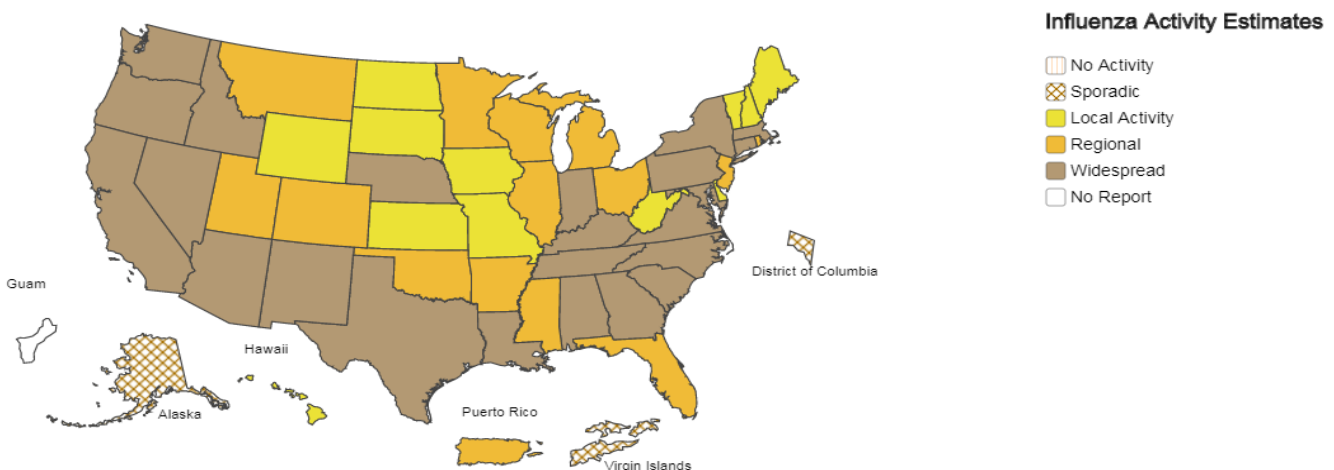 Influenza Activity Estimates
No Activity
Sporadic
Local Activity
Regional
Widespread
No Report
District of Columbia
Guam
Hawaii
Alaska
Puerto Rico
Virgin Islands